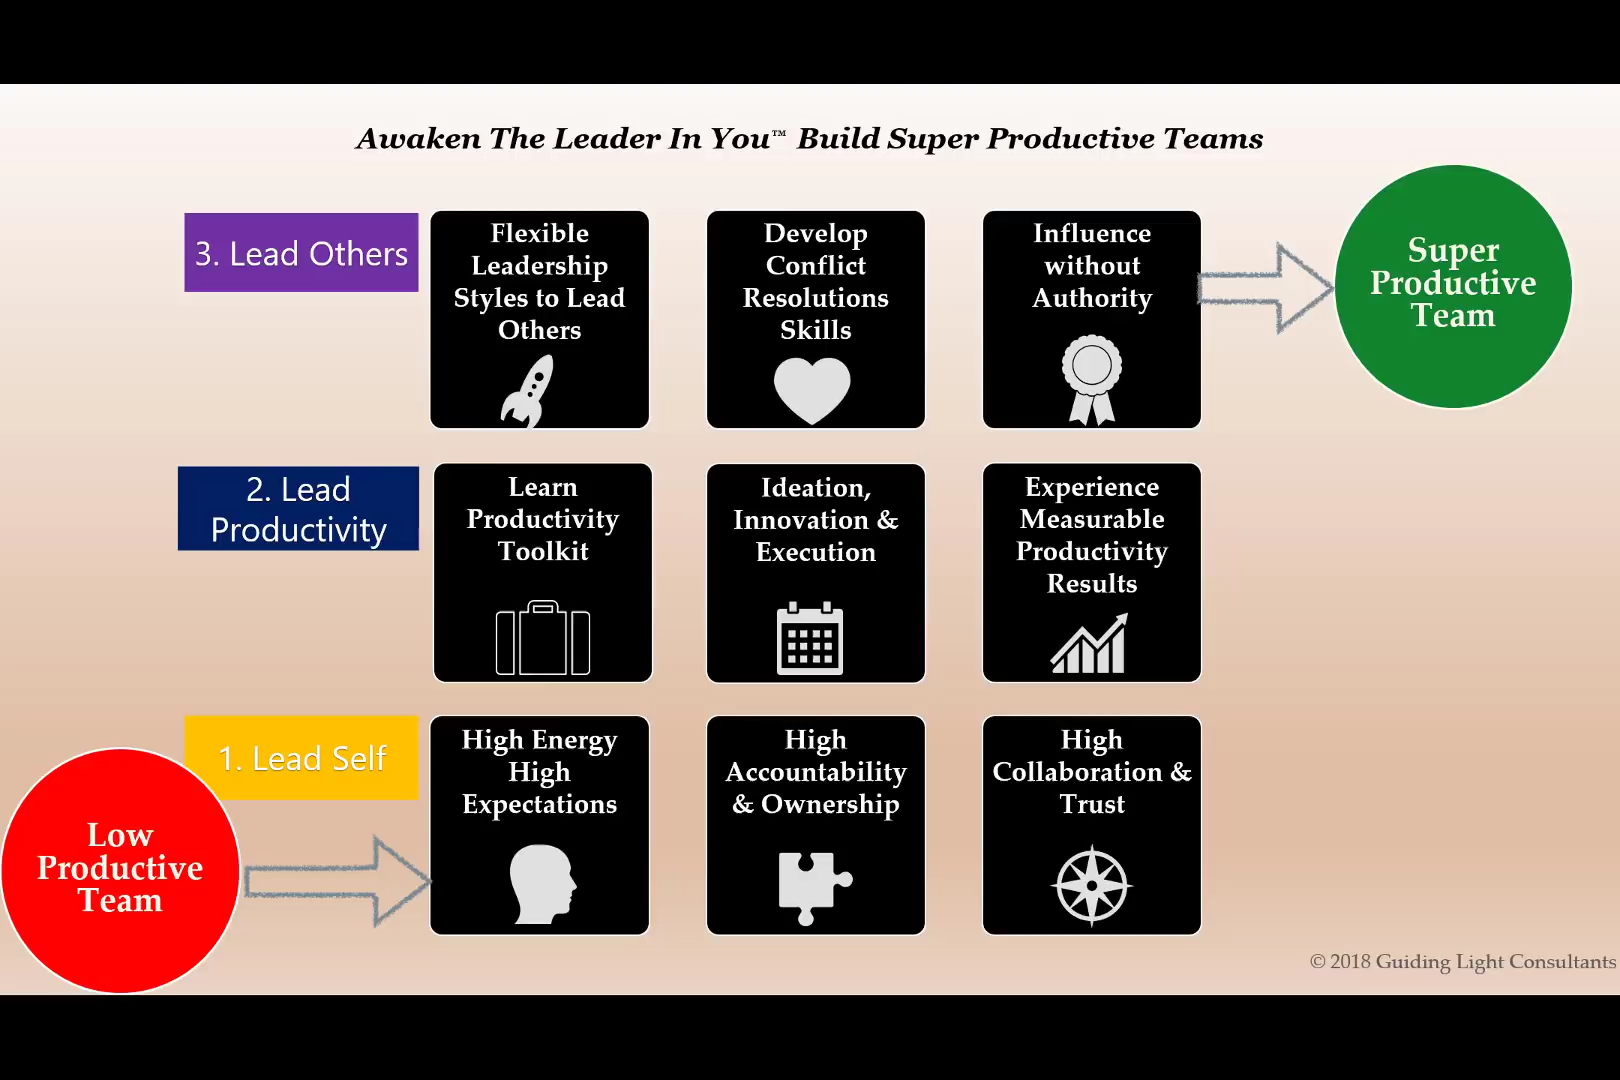 Awaken The Leader In You™ Build Super Productive Teams
3. Lead Others
Flexible
Leadership
Styles to Lead
Others
Develop
Conflict
Resolutions
Skills
Influence
without
Authority
Super
Productive
Team
2. Lead
Productivity
Learn
Productivity
Toolkit
Ideation,
Innovation &
Execution
Experience
Measurable
Productivity
Results
1. Lead Self
High Energy
High
Expectations
High
Accountability
& Ownership
High
Collaboration &
Trust
Low
Productive
Team
© 2018 Guiding Light Consultants